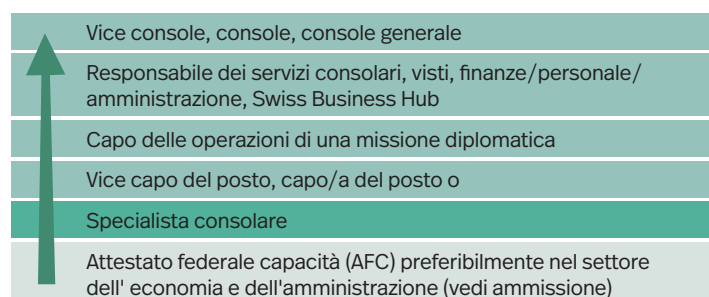 Vice console, console, console generale
Responsabile dei servizi consolari, visti, finanze/personale/
amministrazione, Swiss Business Hub
Capo delle operazioni di una missione diplomatica
Vice capo del posto, capo/a del posto o
Specialista consolare
Attestato federale capacità (AFC) preferibilmente nel settore
dell' economia e dell'amministrazione (vedi ammissione)